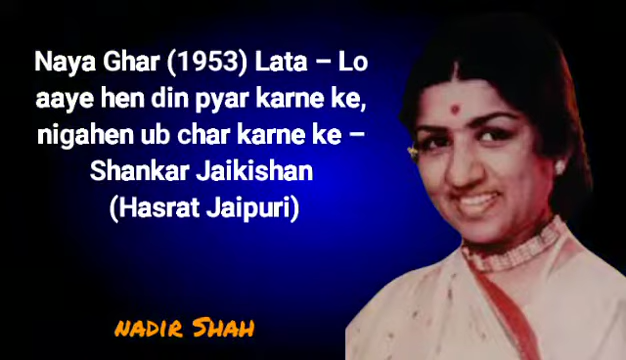 Naya Ghar (1953) Lata – Lo
aaye hen din pyar karne ke,
nigahen ub char karne ke –
Shankar Jaikishan
(Hasrat Jaipuri)
NADIR SHAH